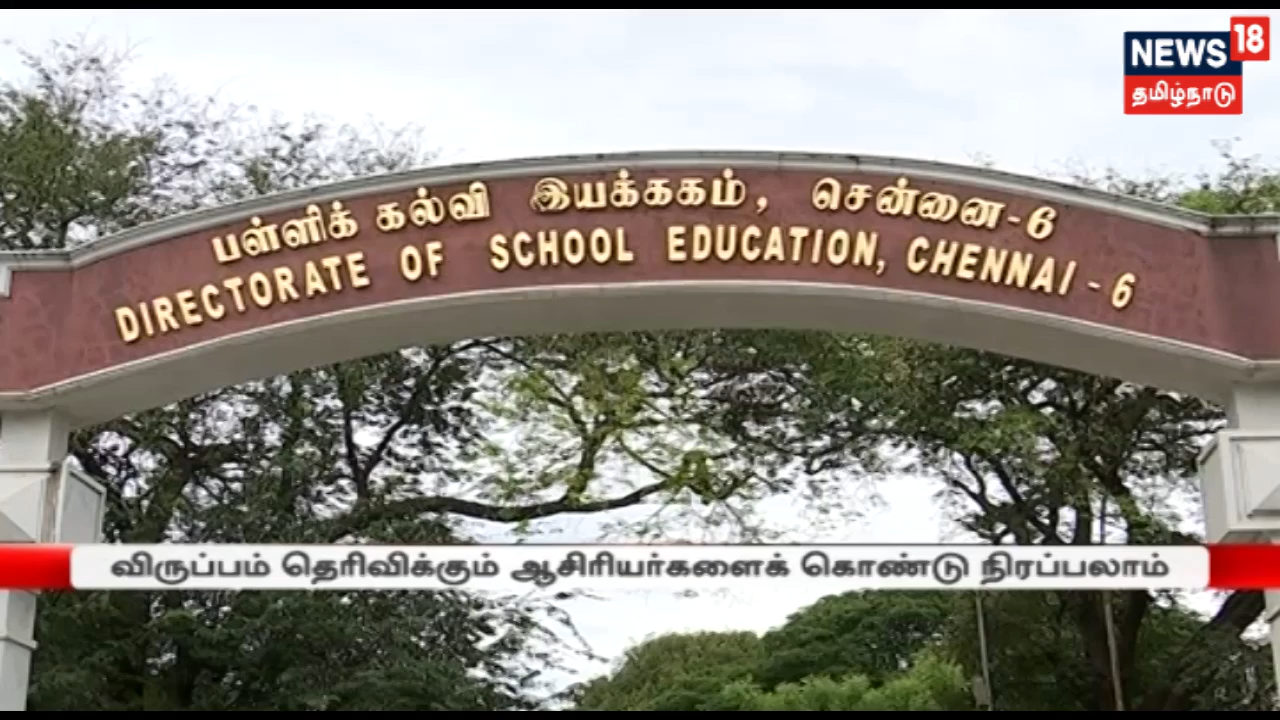 NEWS 18
தமிழ்நாடு
பள்ளிக் கல்வி இயக்ககம், சென்னை-6
DIRECTORATE OF SCHOOL EDUCATION, CHENNAI - 6
விருப்பம் தெரிவிக்கும் ஆசிரியர்களைக் கொண்டு நிரப்பலாம்